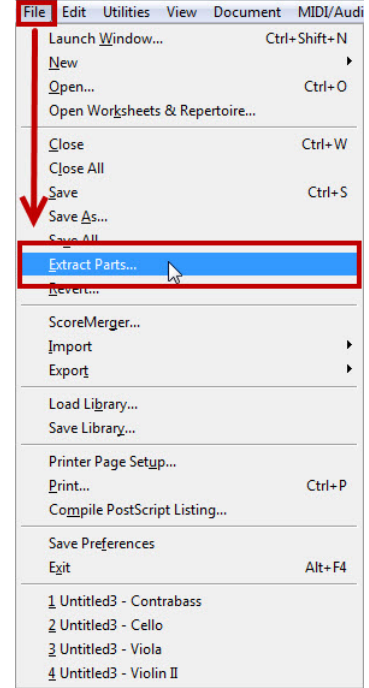 File Edit Utilities View Document MIDI/Audi
Launch Window... Ctrl+Shift+N
New
Open... Ctrl+O
Open Worksheets & Repertoire...
Close Ctrl+W
Close All
Save Ctrl+S
Save As...
Save All
Extract Parts...
Revert...
ScoreMerger...
Import
Export
Load Library...
Save Library...
Printer Page Setup...
Print... Ctrl+P
Compile PostScript Listing...
Save Preferences
Exit Alt+F4
1 Untitled3 - Contrabass
2 Untitled3 - Cello
3 Untitled3 - Viola
4 Untitled3 - Violin II